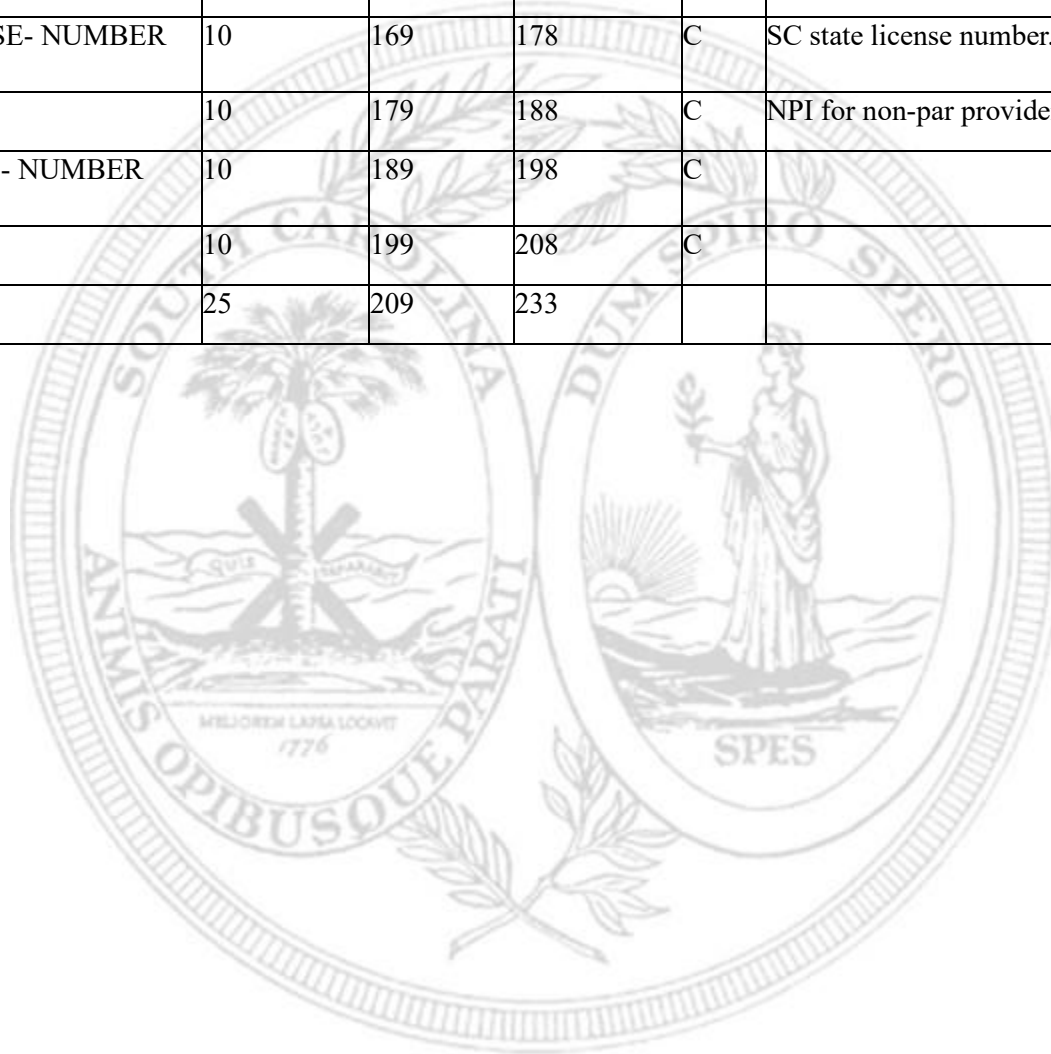 SE- NUMBER 10 169 178 C SC state license number.
10 179 188 C NPI for non-par provide
- NUMBER 10 189 198 C
10 199 208 C
25 209 233
SOUTH CAROLINA
DUM SPIRO SPERO
QUIS SEPARABIT
ANIMIS OPIBUSQUE PARATI
MELIOREM LAPSA LOCAVIT
1776
SPES